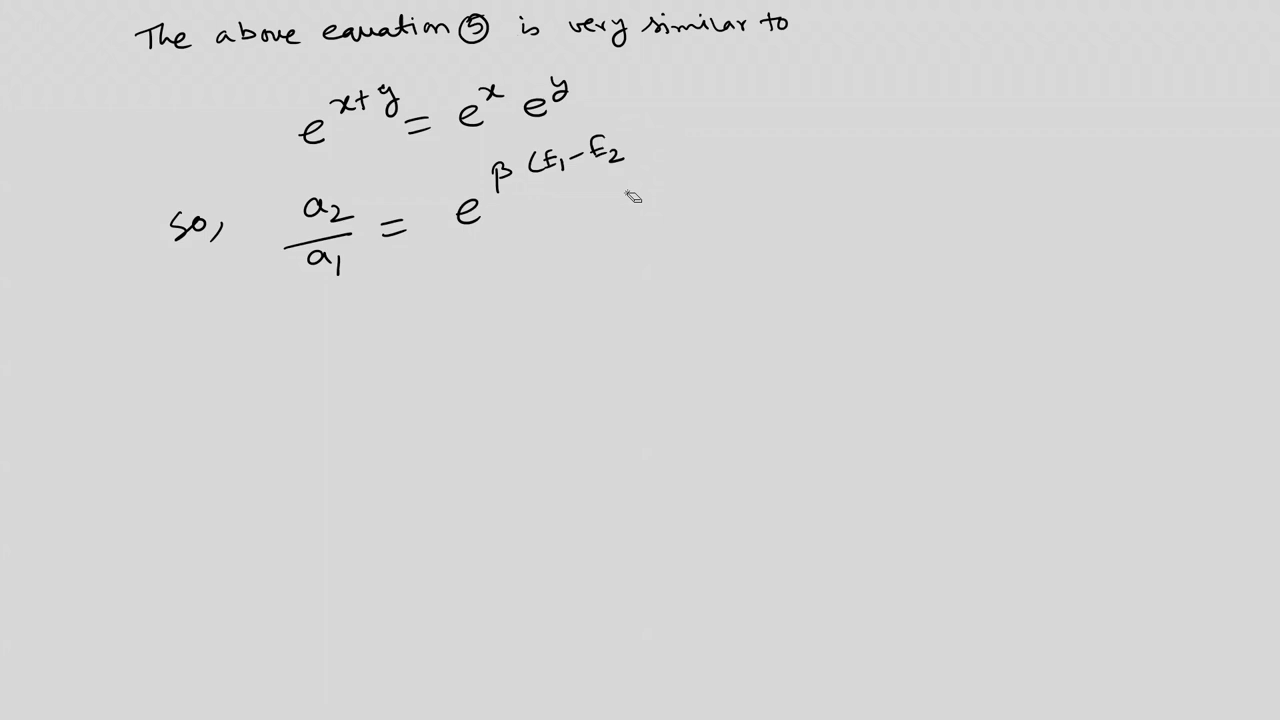 The above equation ⑤ is very similar to
e^{x+y} = e^x e^y
So, a₂/a₁ = e^{β(E₁-E₂}